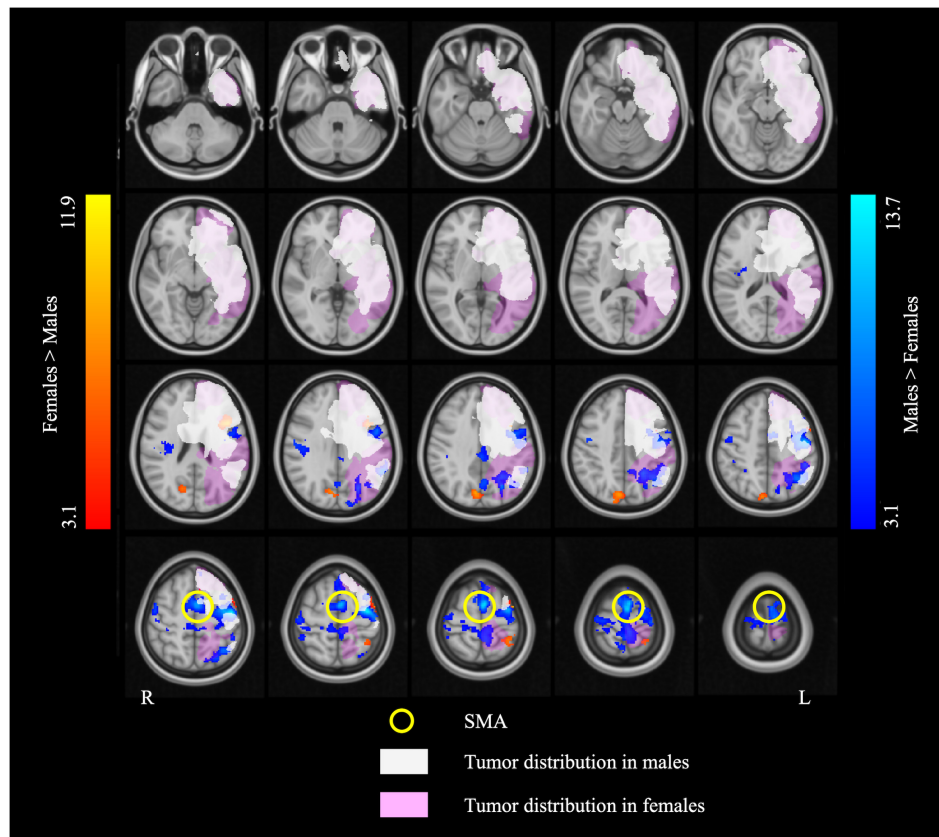 11.9
Females > Males
3.1
13.7
Males > Females
3.1
R
L
SMA
Tumor distribution in males
Tumor distribution in females